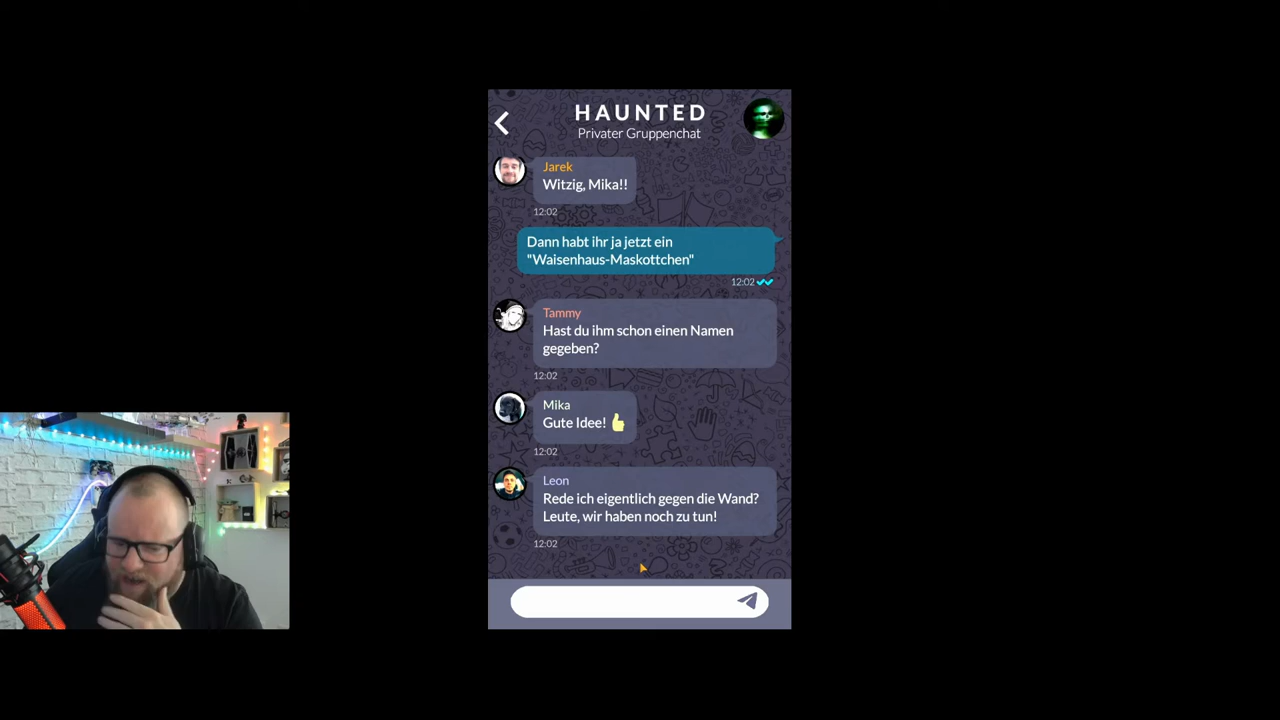 HAUNTED
Privater Gruppenchat
Jarek
Witzig, Mika!!
12:02
Dann habt ihr ja jetzt ein
"Waisenhaus-Maskottchen"
12:02
Tammy
Hast du ihm schon einen Namen
gegeben?
12:02
Mika
Gute Idee! 👍
12:02
Leon
Rede ich eigentlich gegen die Wand?
Leute, wir haben noch zu tun!
12:02